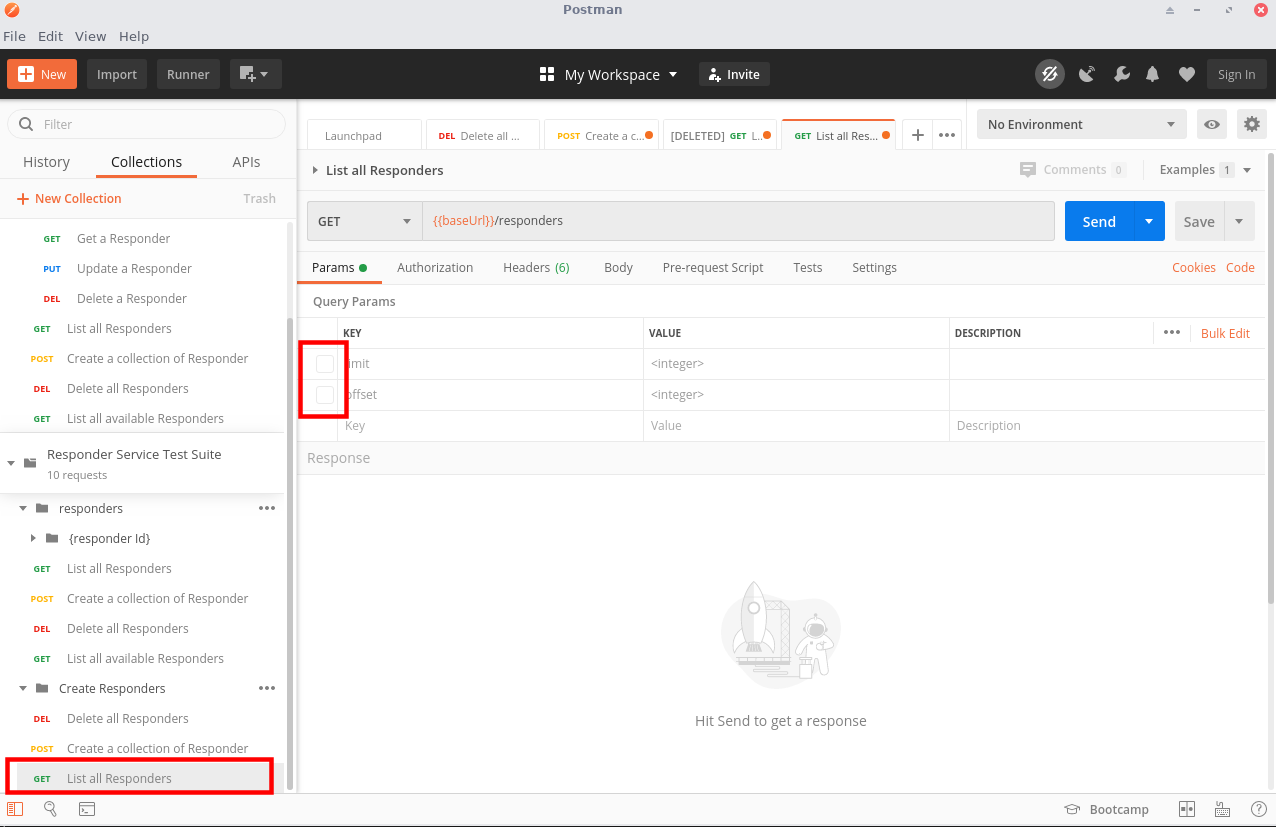 Postman
File Edit View Help
New Import Runner My Workspace Invite Sign In
Filter
History Collections APIs
New Collection Trash
GET Get a Responder
PUT Update a Responder
DEL Delete a Responder
GET List all Responders
POST Create a collection of Responder
DEL Delete all Responders
GET List all available Responders
Responder Service Test Suite
10 requests
responders
{responder Id}
GET List all Responders
POST Create a collection of Responder
DEL Delete all Responders
GET List all available Responders
Create Responders
DEL Delete all Responders
POST Create a collection of Responder
GET List all Responders
Launchpad DEL Delete all ... POST Create a c... [DELETED] GET L... GET List all Res... No Environment
List all Responders Comments 0 Examples 1
GET {{baseUrl}}/responders Send Save
Params Authorization Headers (6) Body Pre-request Script Tests Settings Cookies Code
Query Params
KEY VALUE DESCRIPTION Bulk Edit
imit <integer>
offset <integer>
Key Value Description
Response
Hit Send to get a response
Bootcamp